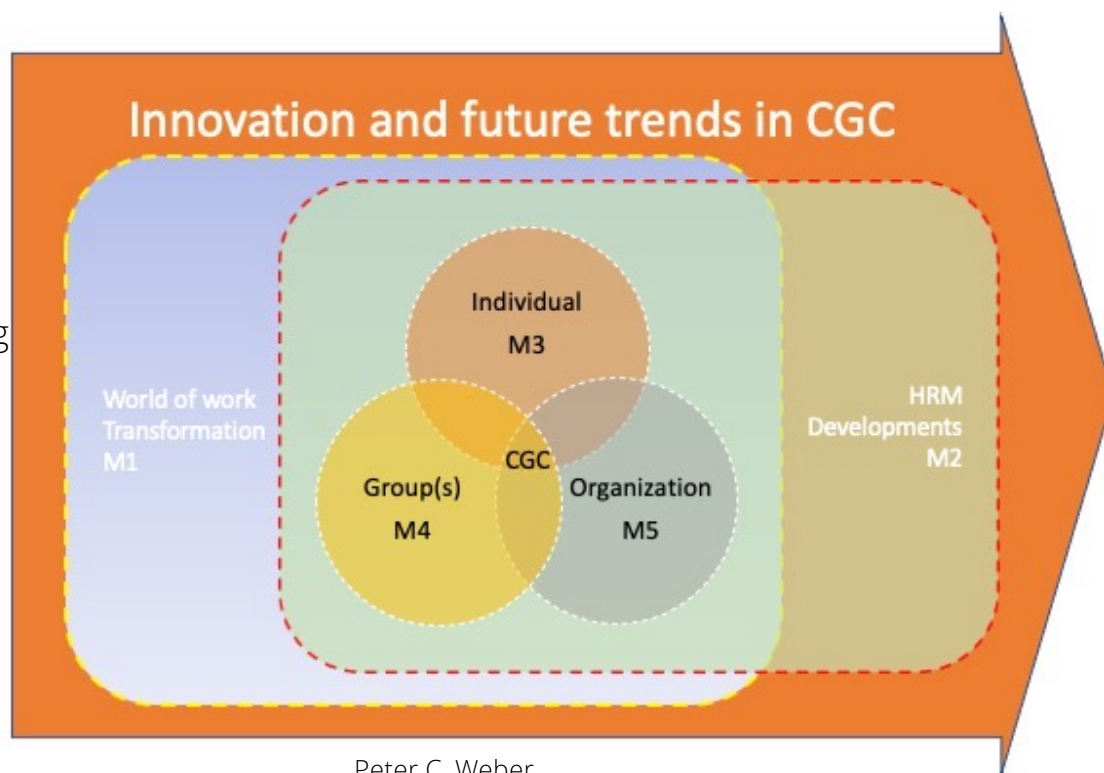 Innovation and future trends in CGC
g
Individual
M3
World of work
Transformation
M1
HRM
Developments
M2
CGC
Group(s)
M4
Organization
M5
Peter C. Weber